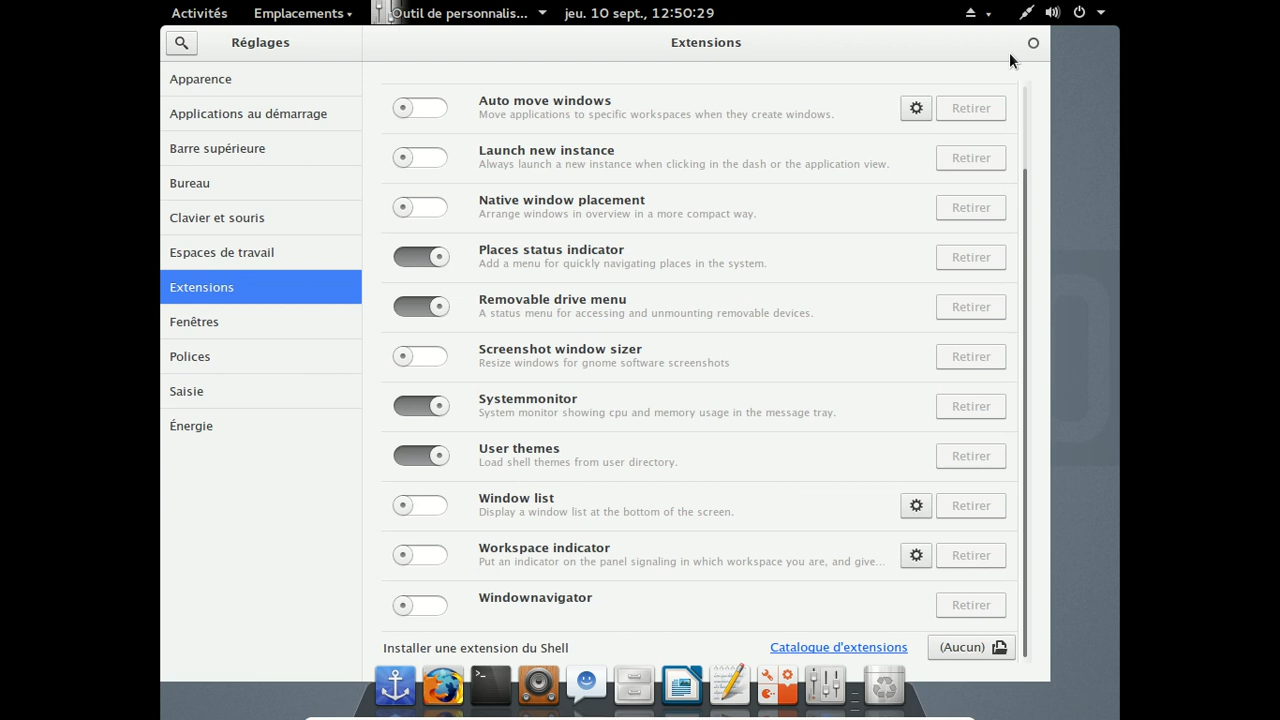 Activités
Emplacements
Outil de personnalis...
jeu. 10 sept., 12:50:29
Réglages
Extensions
Apparence
Applications au démarrage
Barre supérieure
Bureau
Clavier et souris
Espaces de travail
Extensions
Fenêtres
Polices
Saisie
Énergie
Auto move windows
Move applications to specific workspaces when they create windows.
Retirer
Launch new instance
Always launch a new instance when clicking in the dash or the application view.
Retirer
Native window placement
Arrange windows in overview in a more compact way.
Retirer
Places status indicator
Add a menu for quickly navigating places in the system.
Retirer
Removable drive menu
A status menu for accessing and unmounting removable devices.
Retirer
Screenshot window sizer
Resize windows for gnome software screenshots
Retirer
Systemmonitor
System monitor showing cpu and memory usage in the message tray.
Retirer
User themes
Load shell themes from user directory.
Retirer
Window list
Display a window list at the bottom of the screen.
Retirer
Workspace indicator
Put an indicator on the panel signaling in which workspace you are, and give...
Retirer
Windownavigator
Retirer
Installer une extension du Shell
Catalogue d'extensions
(Aucun)